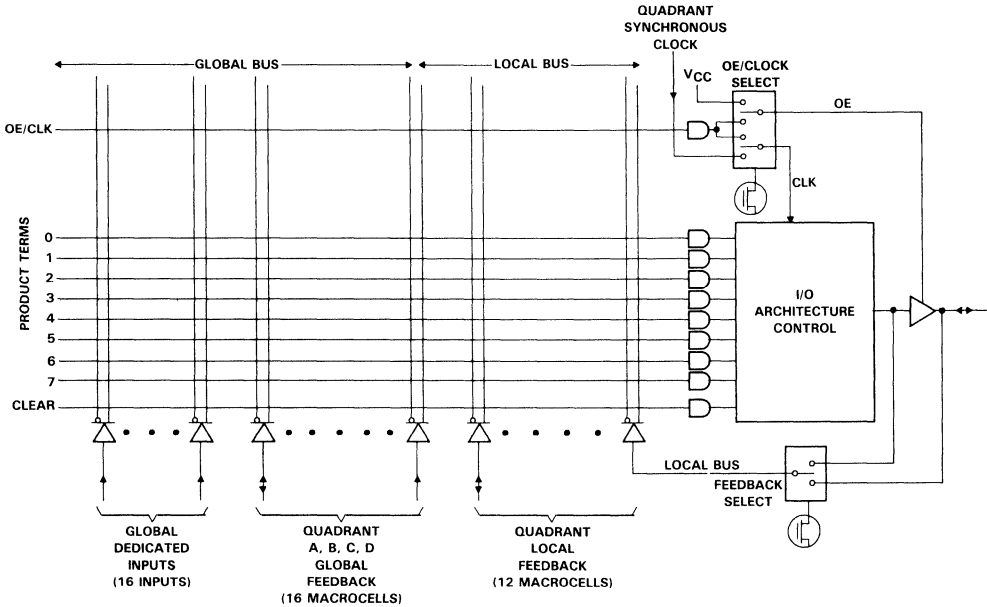 QUADRANT
SYNCHRONOUS
CLOCK
GLOBAL BUS
LOCAL BUS
VCC
OE/CLOCK
SELECT
OE
OE/CLK
CLK
PRODUCT TERMS
0
1
2
3
4
5
6
7
CLEAR
I/O
ARCHITECTURE
CONTROL
LOCAL BUS
FEEDBACK
SELECT
GLOBAL
DEDICATED
INPUTS
(16 INPUTS)
QUADRANT
A, B, C, D
GLOBAL
FEEDBACK
(16 MACROCELLS)
QUADRANT
LOCAL
FEEDBACK
(12 MACROCELLS)